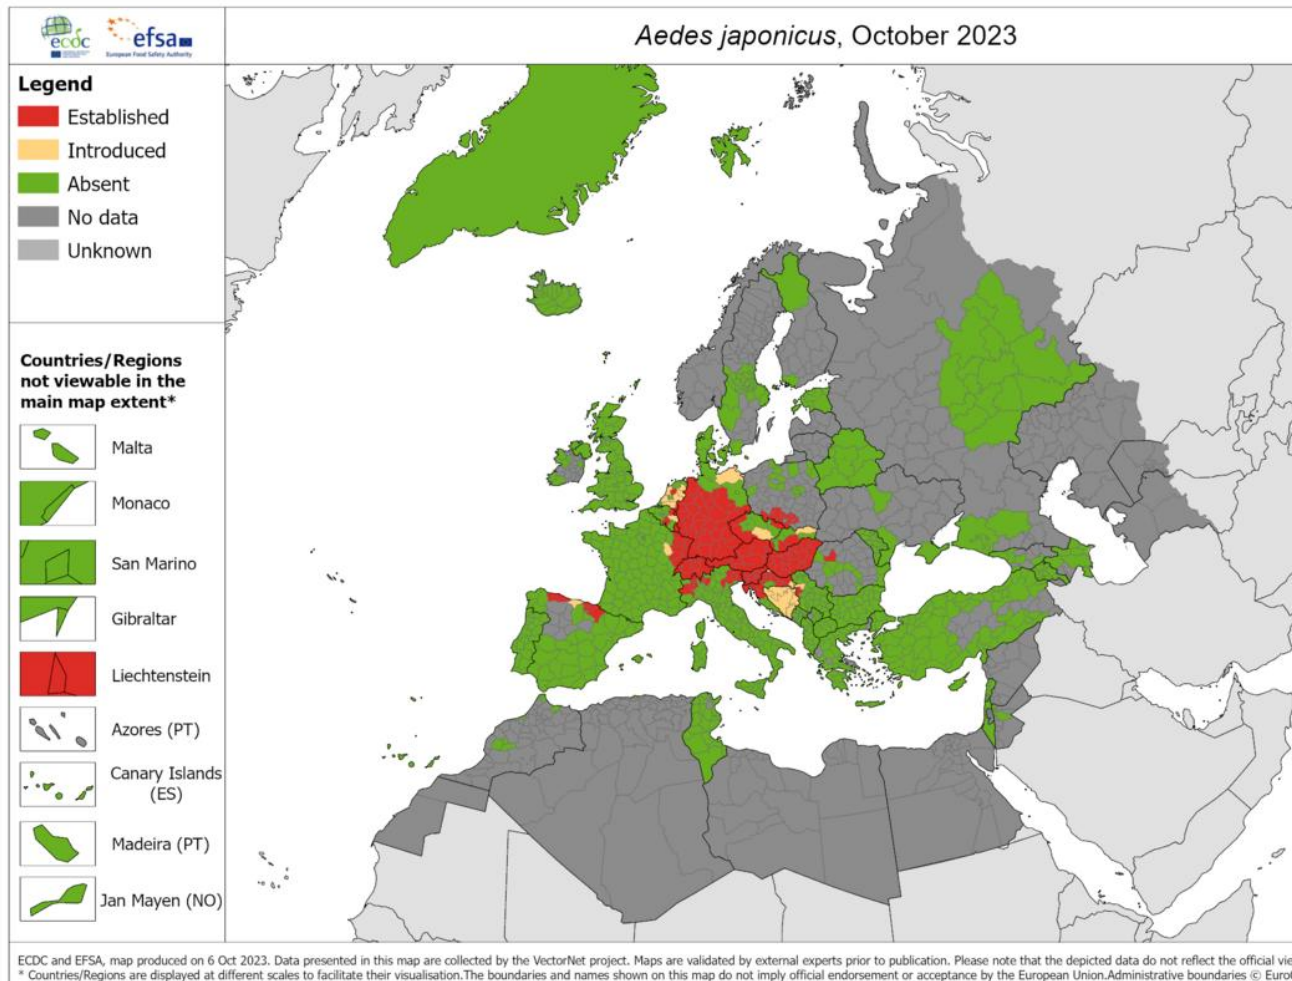 ecdc
efsa
European Food Safety Authority
Aedes japonicus, October 2023
Legend
Established
Introduced
Absent
No data
Unknown
Countries/Regions
not viewable in the
main map extent*
Malta
Monaco
San Marino
Gibraltar
Liechtenstein
Azores (PT)
Canary Islands
(ES)
Madeira (PT)
Jan Mayen (NO)
ECDC and EFSA, map produced on 6 Oct 2023. Data presented in this map are collected by the VectorNet project. Maps are validated by external experts prior to publication. Please note that the depicted data do not reflect the official
* Countries/Regions are displayed at different scales to facilitate their visualisation.The boundaries and names shown on this map do not imply official endorsement or acceptance by the European Union.Administrative boundaries ©